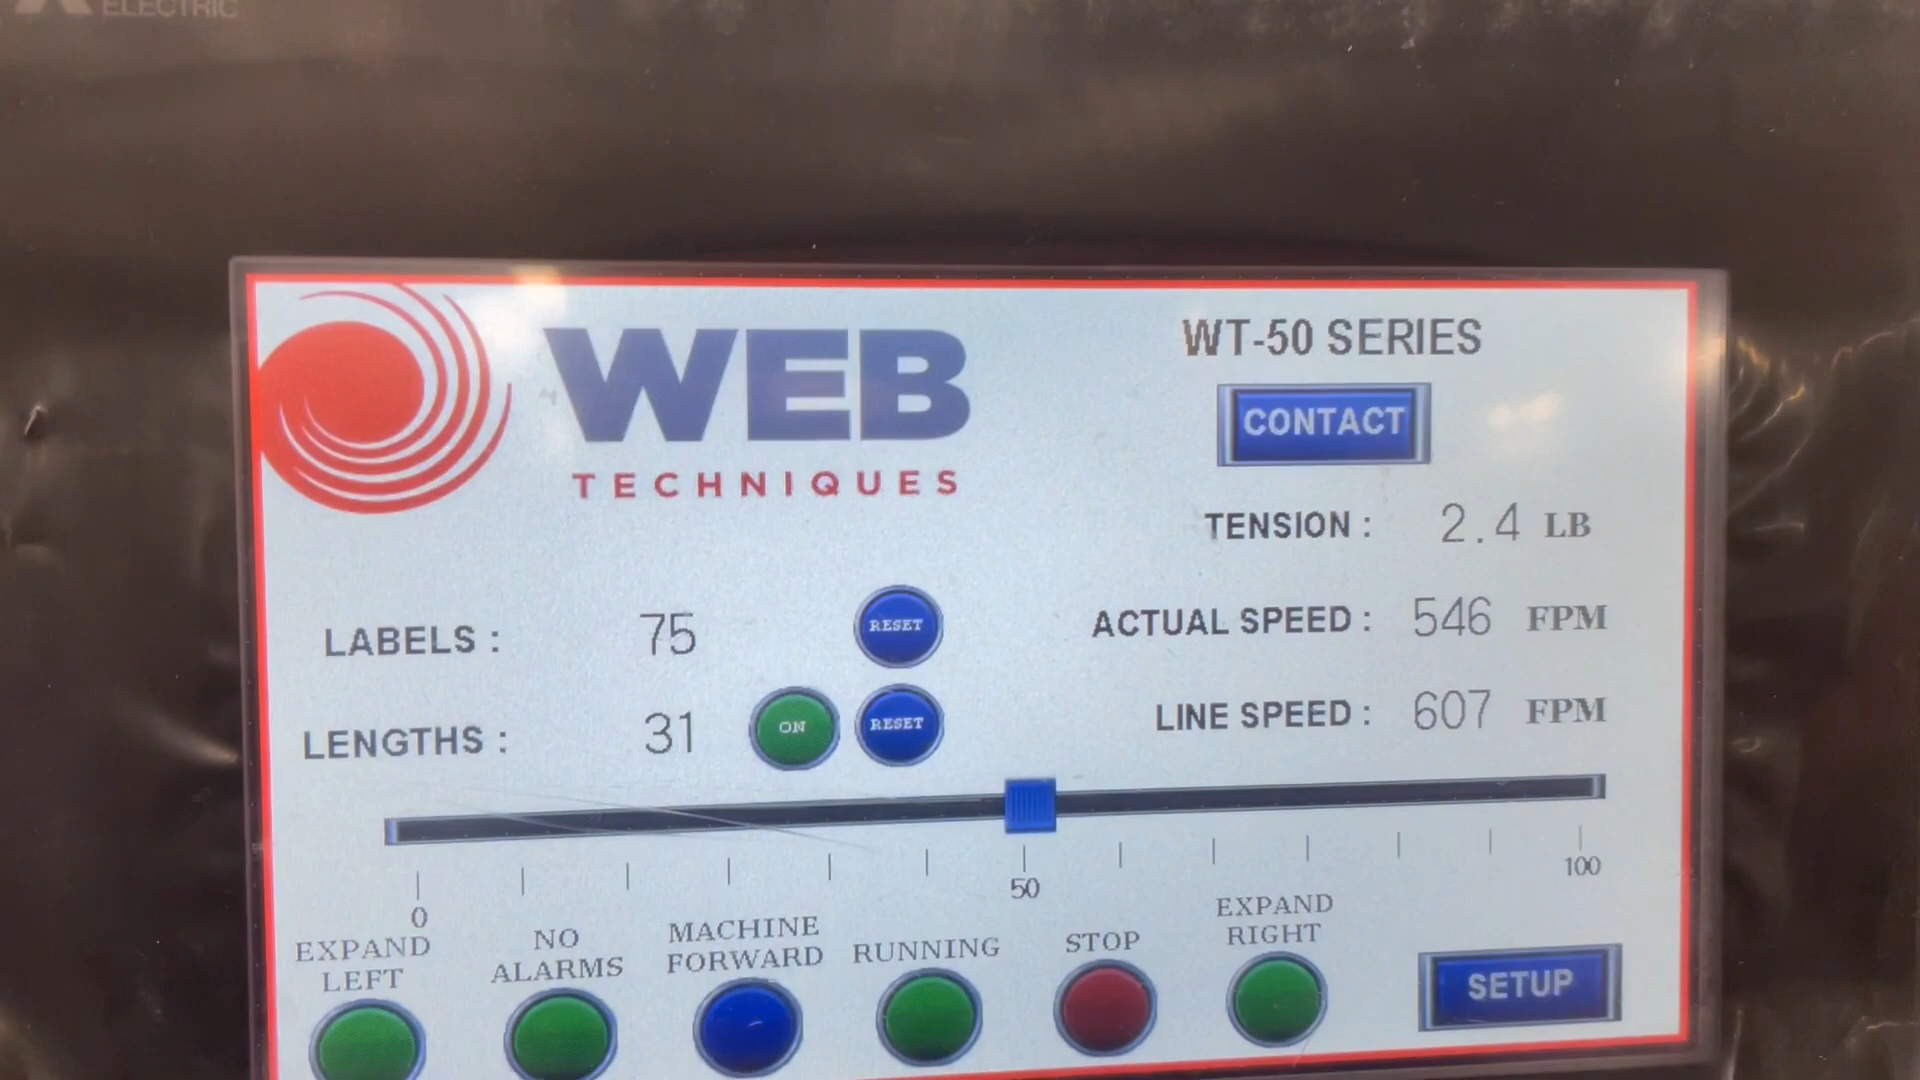 ELECTRIC
WEB
TECHNIQUES
WT-50 SERIES
CONTACT
TENSION : 2.4 LB
LABELS : 75 RESET
ACTUAL SPEED : 546 FPM
LENGTHS : 31 ON RESET
LINE SPEED : 607 FPM
0 50 100
EXPAND LEFT
NO ALARMS
MACHINE FORWARD
RUNNING
STOP
EXPAND RIGHT
SETUP